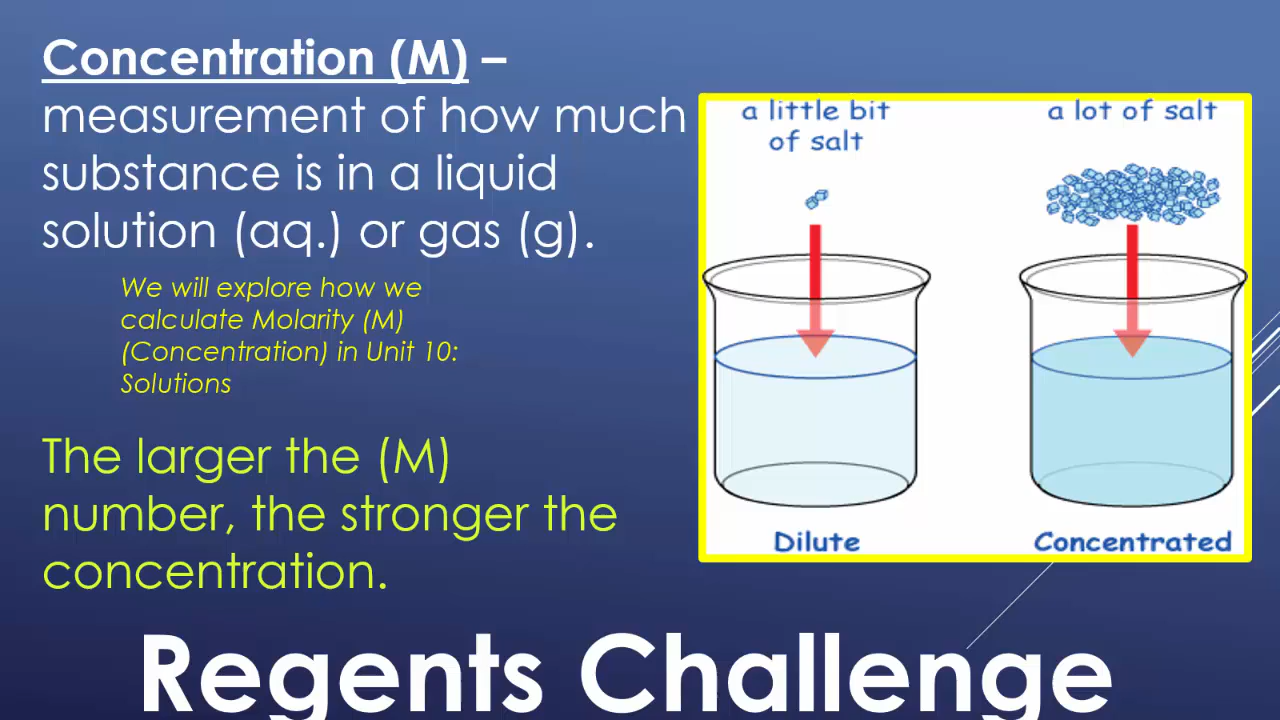 Concentration (M) –
measurement of how much
substance is in a liquid
solution (aq.) or gas (g).
We will explore how we
calculate Molarity (M)
(Concentration) in Unit 10:
Solutions
The larger the (M)
number, the stronger the
concentration.
a little bit
of salt
a lot of salt
Dilute
Concentrated
Regents Challenge